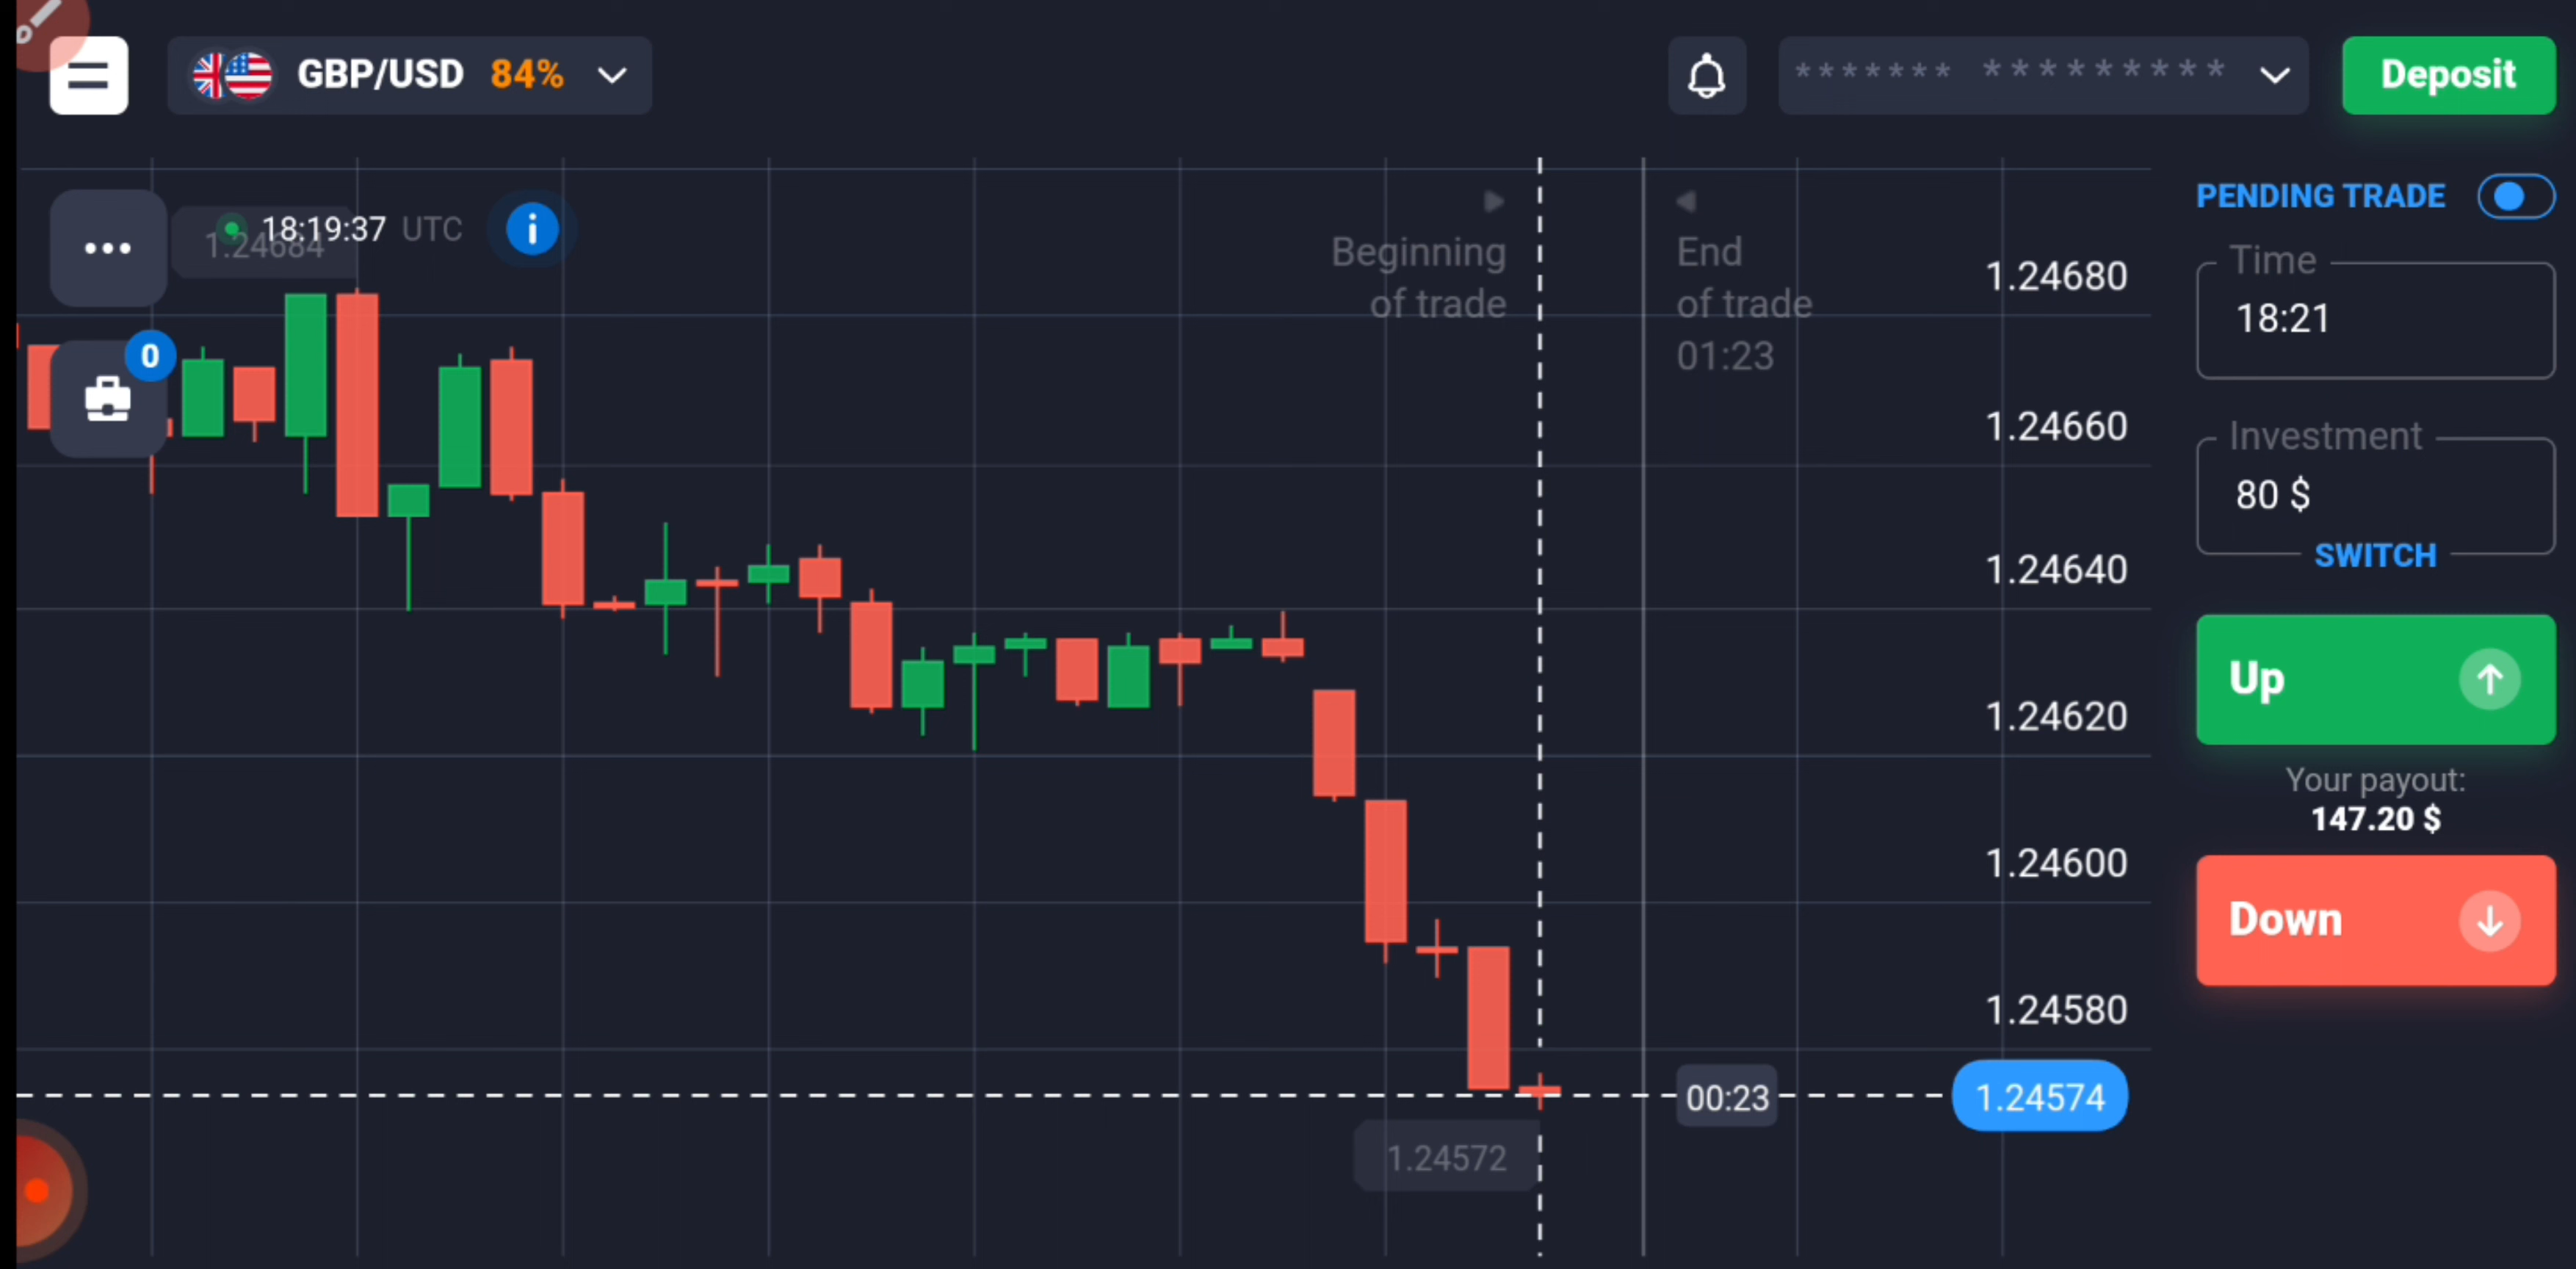 GBP/USD 84%
******* *********
Deposit
18:19:37 UTC
1.24684
0
Beginning
of trade
End
of trade
01:23
1.24680
1.24660
1.24640
1.24620
1.24600
1.24580
1.24574
00:23
1.24572
PENDING TRADE
Time
18:21
Investment
80 $
SWITCH
Up
Your payout:
147.20 $
Down